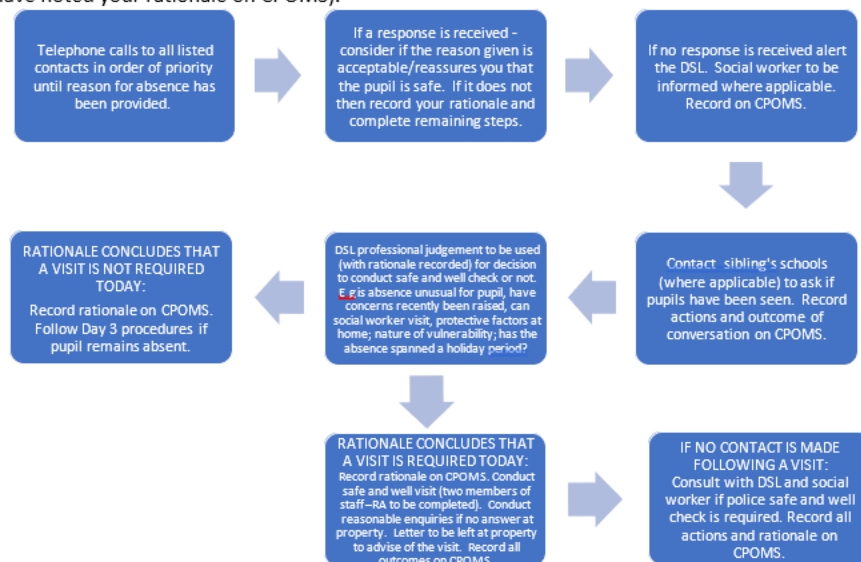 have noted your rationale on CPOMS).
Telephone calls to all listed
contacts in order of priority
until reason for absence has
been provided.
If a response is received -
consider if the reason given is
acceptable/reassures you that
the pupil is safe. If it does not
then record your rationale and
complete remaining steps.
If no response is received alert
the DSL. Social worker to be
informed where applicable.
Record on CPOMS.
Contact sibling's schools
(where applicable) to ask if
pupils have been seen. Record
actions and outcome of
conversation on CPOMS.
DSL professional judgement to be used
(with rationale recorded) for decision
to conduct safe and well check or not.
E.g is absence unusual for pupil, have
concerns recently been raised, can
social worker visit, protective factors at
home; nature of vulnerability; has the
absence spanned a holiday period?
RATIONALE CONCLUDES THAT
A VISIT IS NOT REQUIRED
TODAY:
Record rationale on CPOMS.
Follow Day 3 procedures if
pupil remains absent.
RATIONALE CONCLUDES THAT
A VISIT IS REQUIRED TODAY:
Record rationale on CPOMS. Conduct
safe and well visit (two members of
staff–RA to be completed). Conduct
reasonable enquiries if no answer at
property. Letter to be left at property
to advise of the visit. Record all
outcomes on CPOMS
IF NO CONTACT IS MADE
FOLLOWING A VISIT:
Consult with DSL and social
worker if police safe and well
check is required. Record all
actions and rationale on
CPOMS.